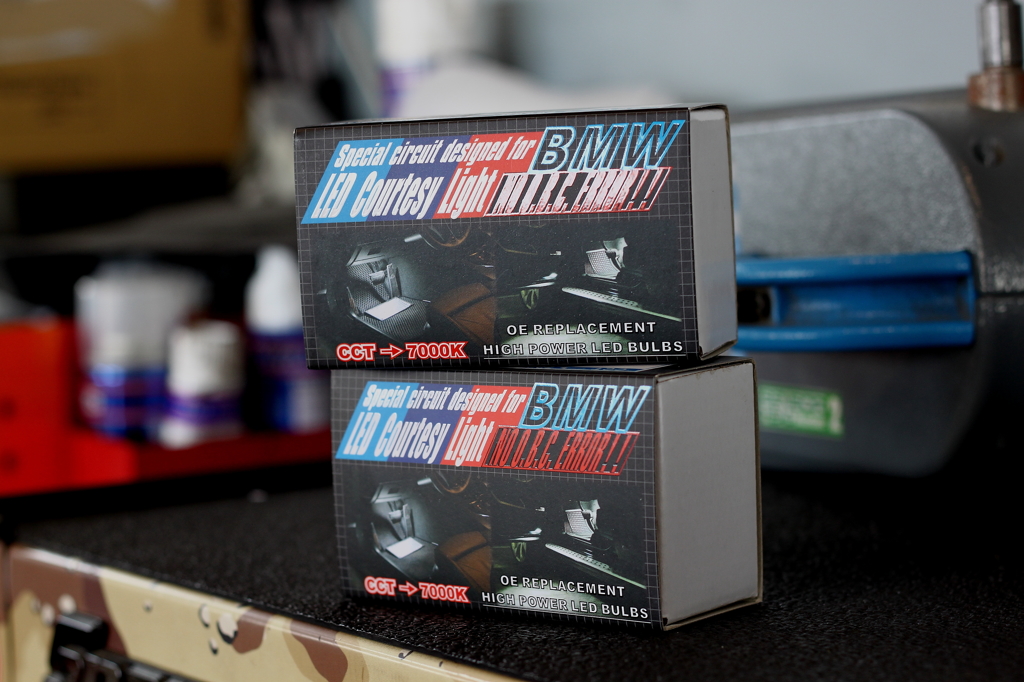 Special circuit designed for BMW
LED Courtesy Light NO O.B.C. ERROR!!
CCT → 7000K
OE REPLACEMENT
HIGH POWER LED BULBS
Special circuit designed for BMW
LED Courtesy Light NO O.B.C. ERROR!!
CCT → 7000K
OE REPLACEMENT
HIGH POWER LED BULBS